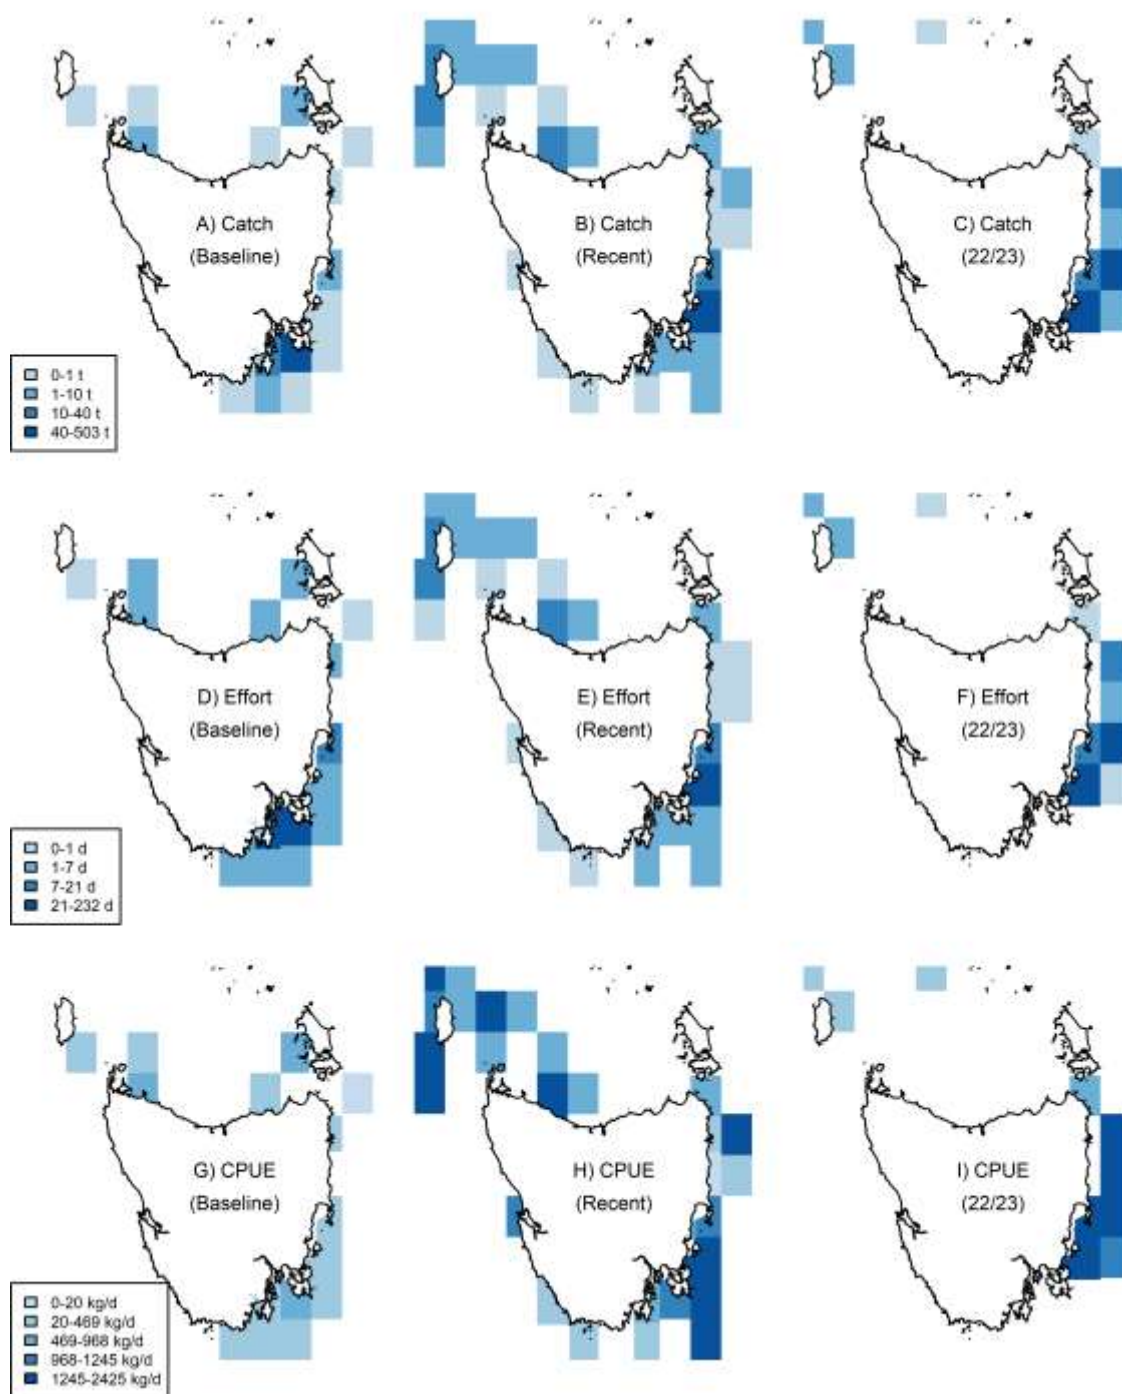 A) Catch
(Baseline)
B) Catch
(Recent)
C) Catch
(22/23)
0-1 t
1-10 t
10-40 t
40-503 t
D) Effort
(Baseline)
E) Effort
(Recent)
F) Effort
(22/23)
0-1 d
1-7 d
7-21 d
21-232 d
G) CPUE
(Baseline)
H) CPUE
(Recent)
I) CPUE
(22/23)
0-20 kg/d
20-469 kg/d
469-968 kg/d
968-1245 kg/d
1245-2425 kg/d